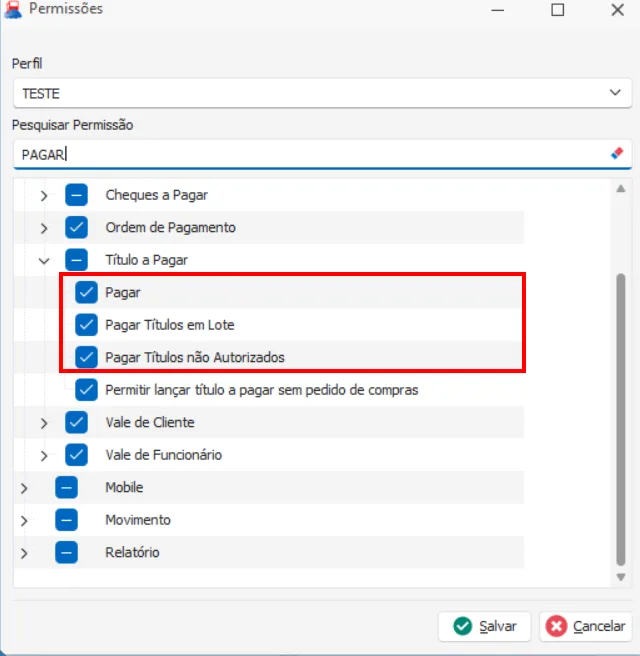 Permissões
Perfil
TESTE
Pesquisar Permissão
PAGAR
Cheques a Pagar
Ordem de Pagamento
Título a Pagar
Pagar
Pagar Títulos em Lote
Pagar Títulos não Autorizados
Permitir lançar título a pagar sem pedido de compras
Vale de Cliente
Vale de Funcionário
Mobile
Movimento
Relatório
Salvar
Cancelar